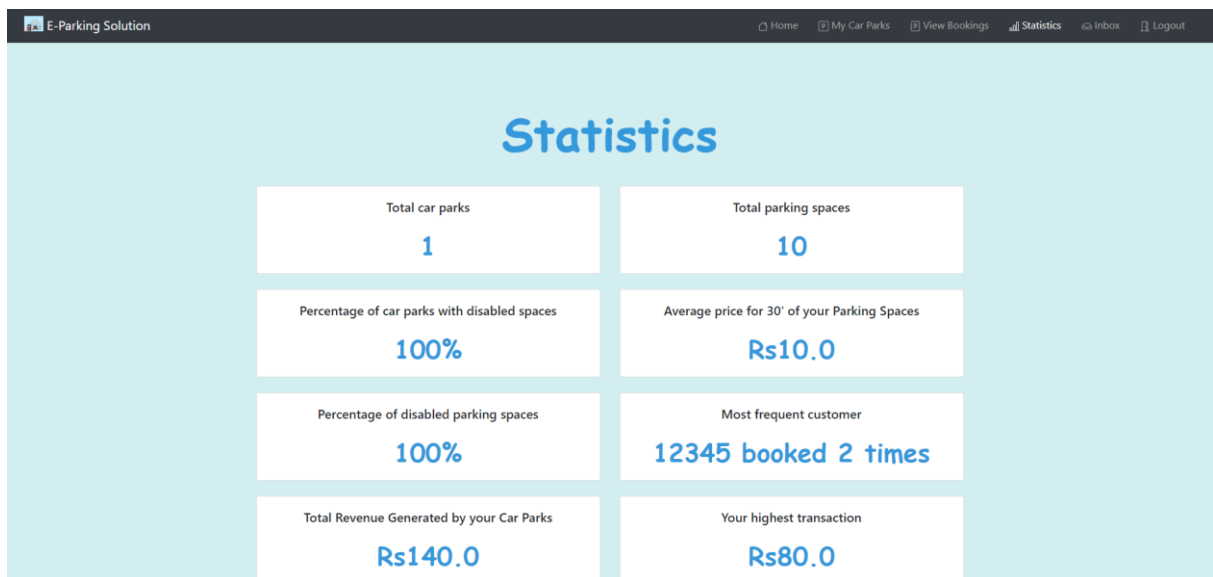 E-Parking Solution Home My Car Parks View Bookings Statistics Inbox Logout
Statistics
Total car parks
1
Total parking spaces
10
Percentage of car parks with disabled spaces
100%
Average price for 30' of your Parking Spaces
Rs10.0
Percentage of disabled parking spaces
100%
Most frequent customer
12345 booked 2 times
Total Revenue Generated by your Car Parks
Rs140.0
Your highest transaction
Rs80.0